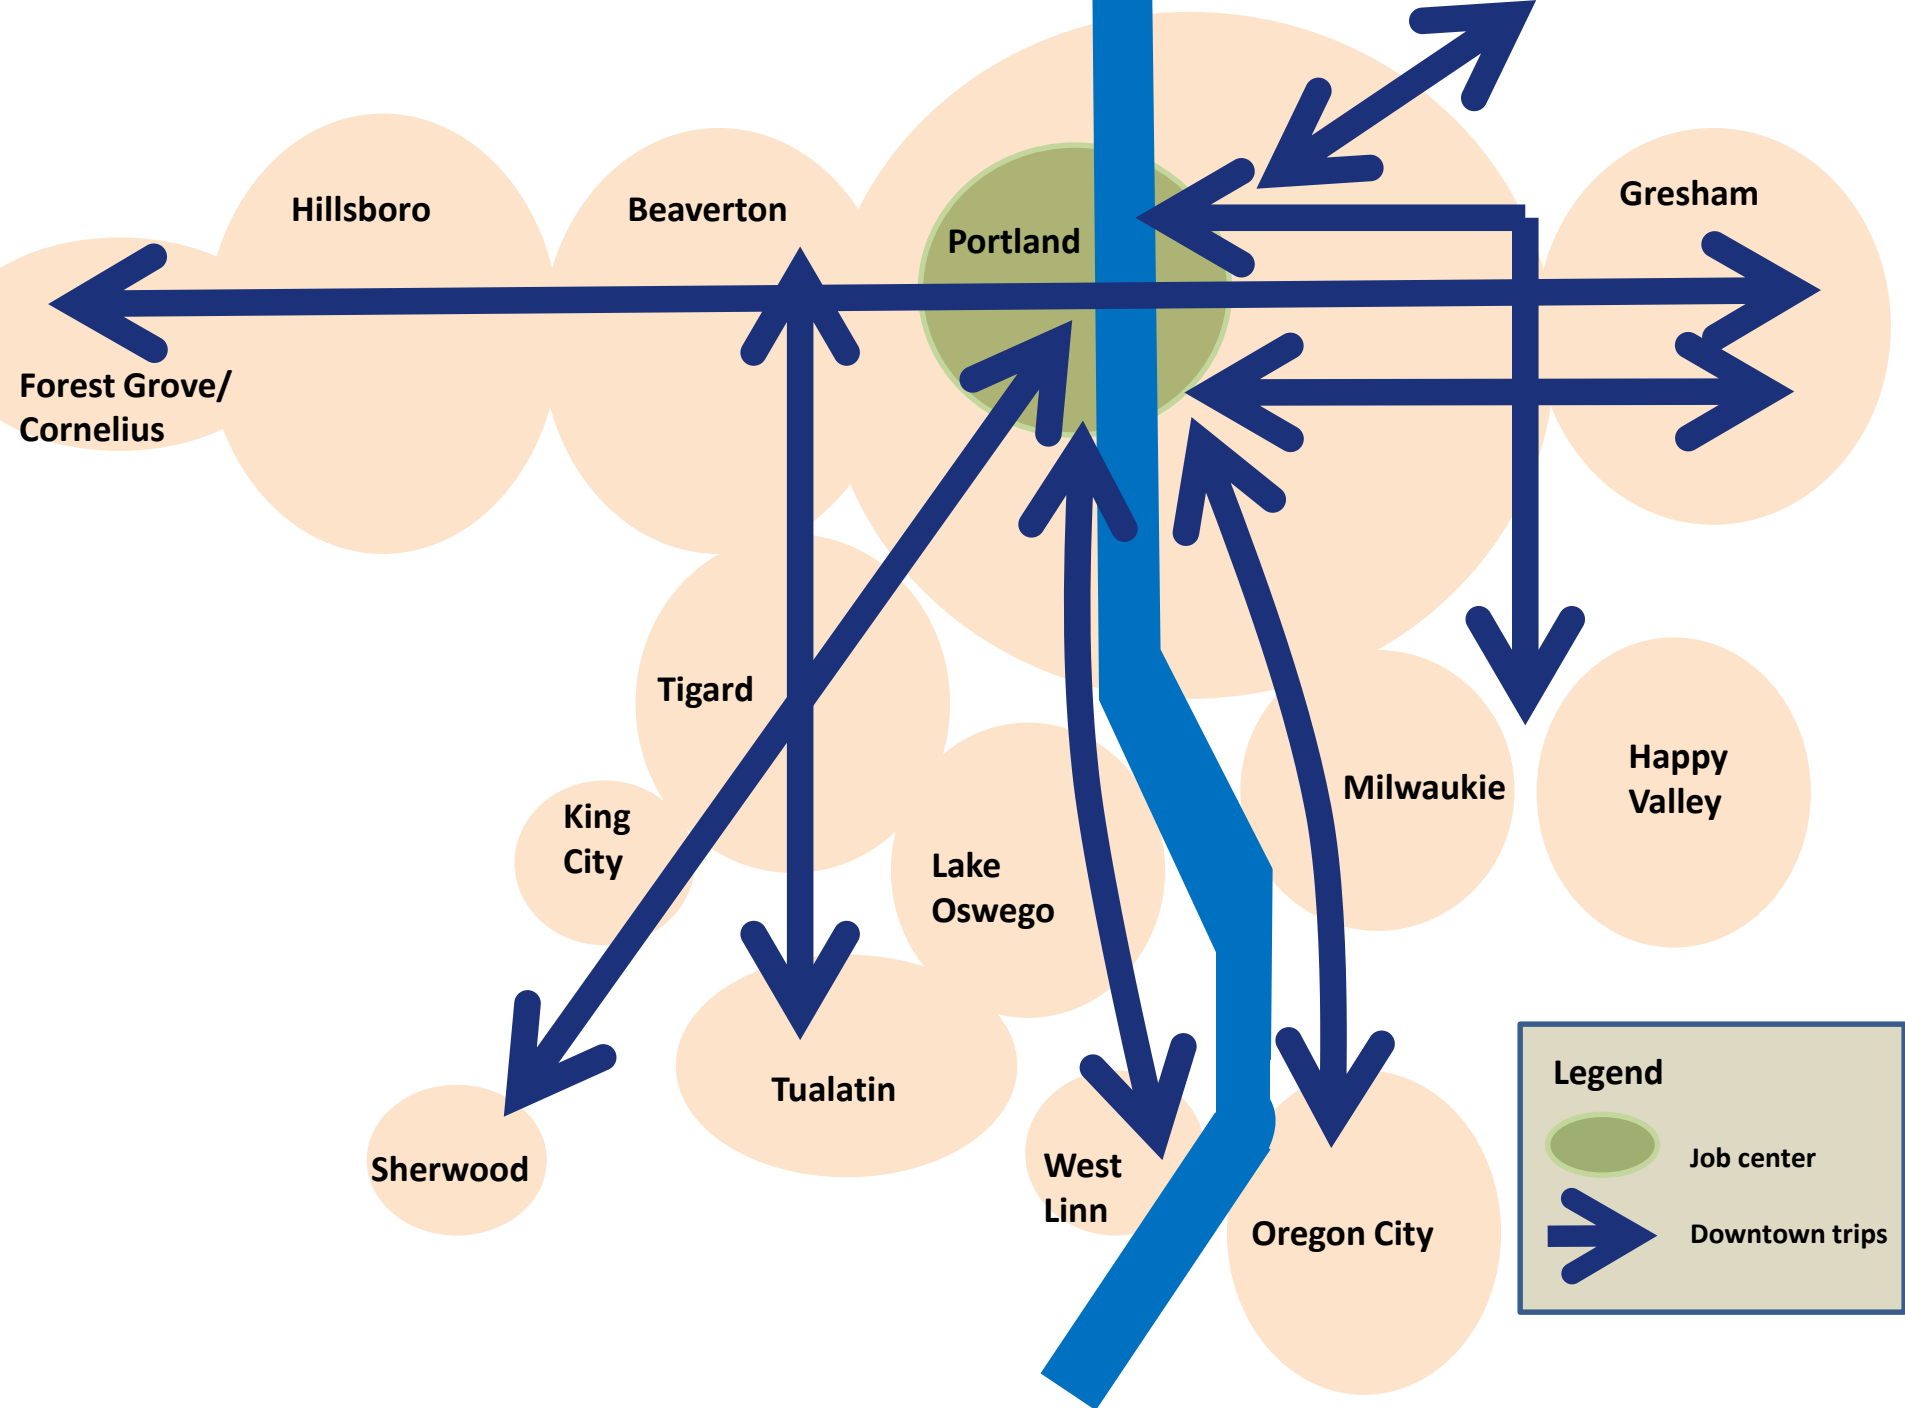 Hillsboro
Beaverton
Portland
Gresham
Forest Grove/
Cornelius
Tigard
King
City
Lake
Oswego
Milwaukie
Happy
Valley
Tualatin
Sherwood
West
Linn
Oregon City
Legend
Job center
Downtown trips